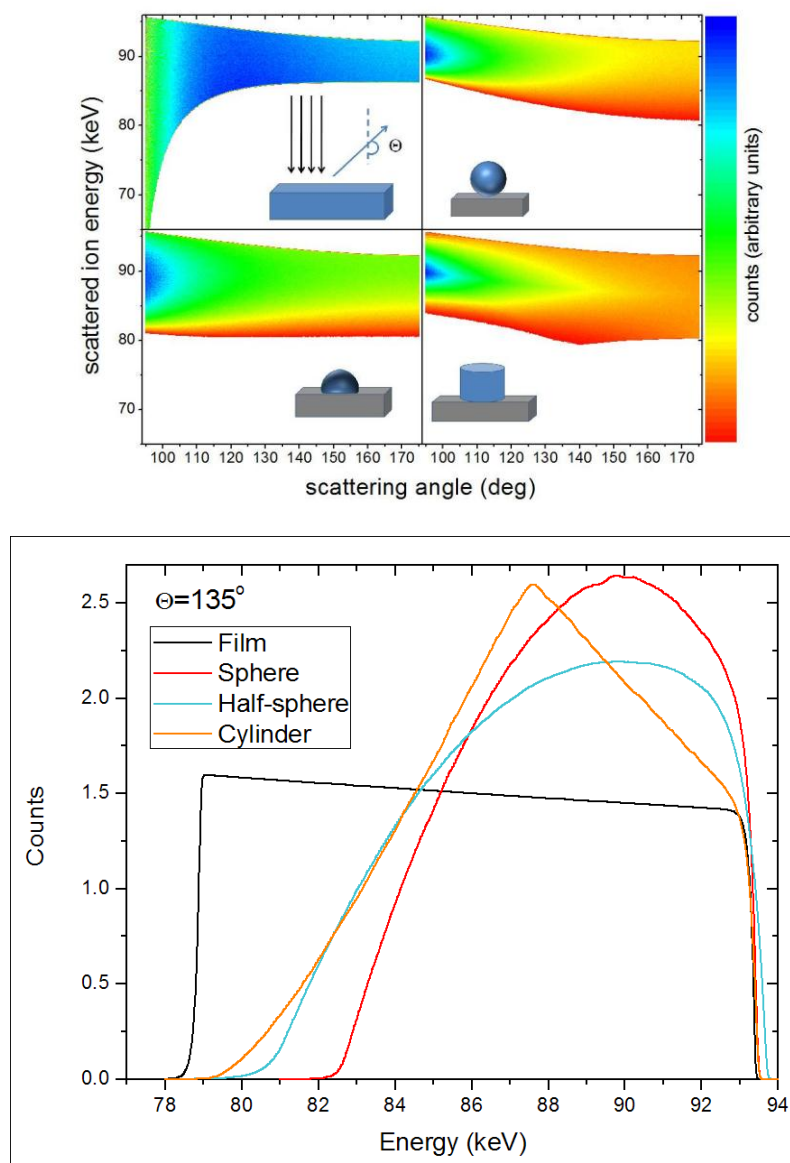 90
80
70
90
80
70
scattered ion energy (keV)
Θ
counts (arbitrary units)
100 110 120 130 140 150 160 170 100 110 120 130 140 150 160 170
scattering angle (deg)
Θ=135°
Film
Sphere
Half-sphere
Cylinder
2.5
2.0
1.5
1.0
0.5
0.0
Counts
78 80 82 84 86 88 90 92 94
Energy (keV)